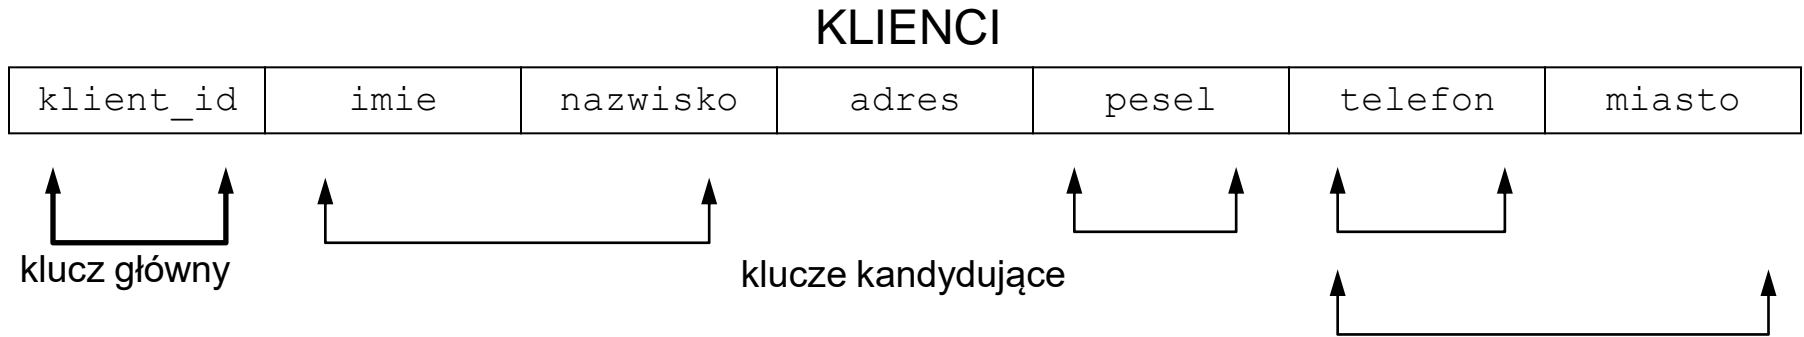 KLIENCI
klient_id imie nazwisko adres pesel telefon miasto
klucz główny
klucze kandydujące